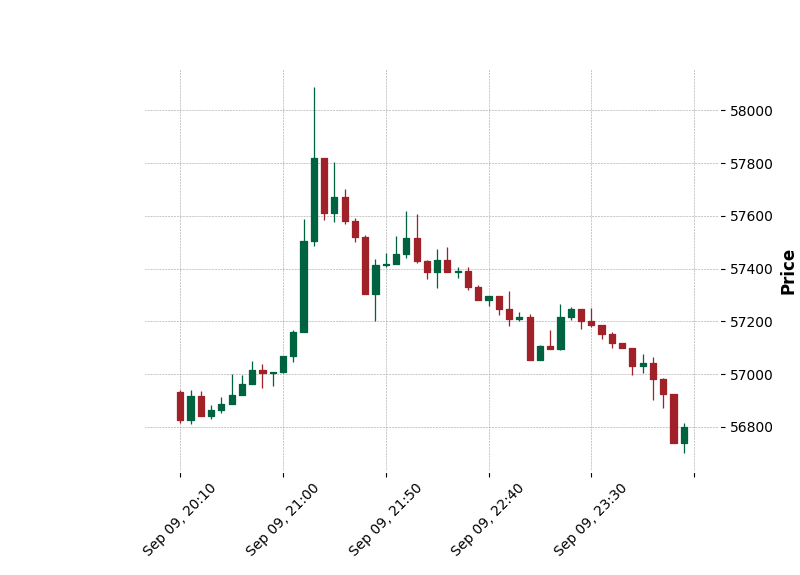 58000
57800
57600
57400
57200
57000
56800
Price
Sep 09, 20:10
Sep 09, 21:00
Sep 09, 21:50
Sep 09, 22:40
Sep 09, 23:30